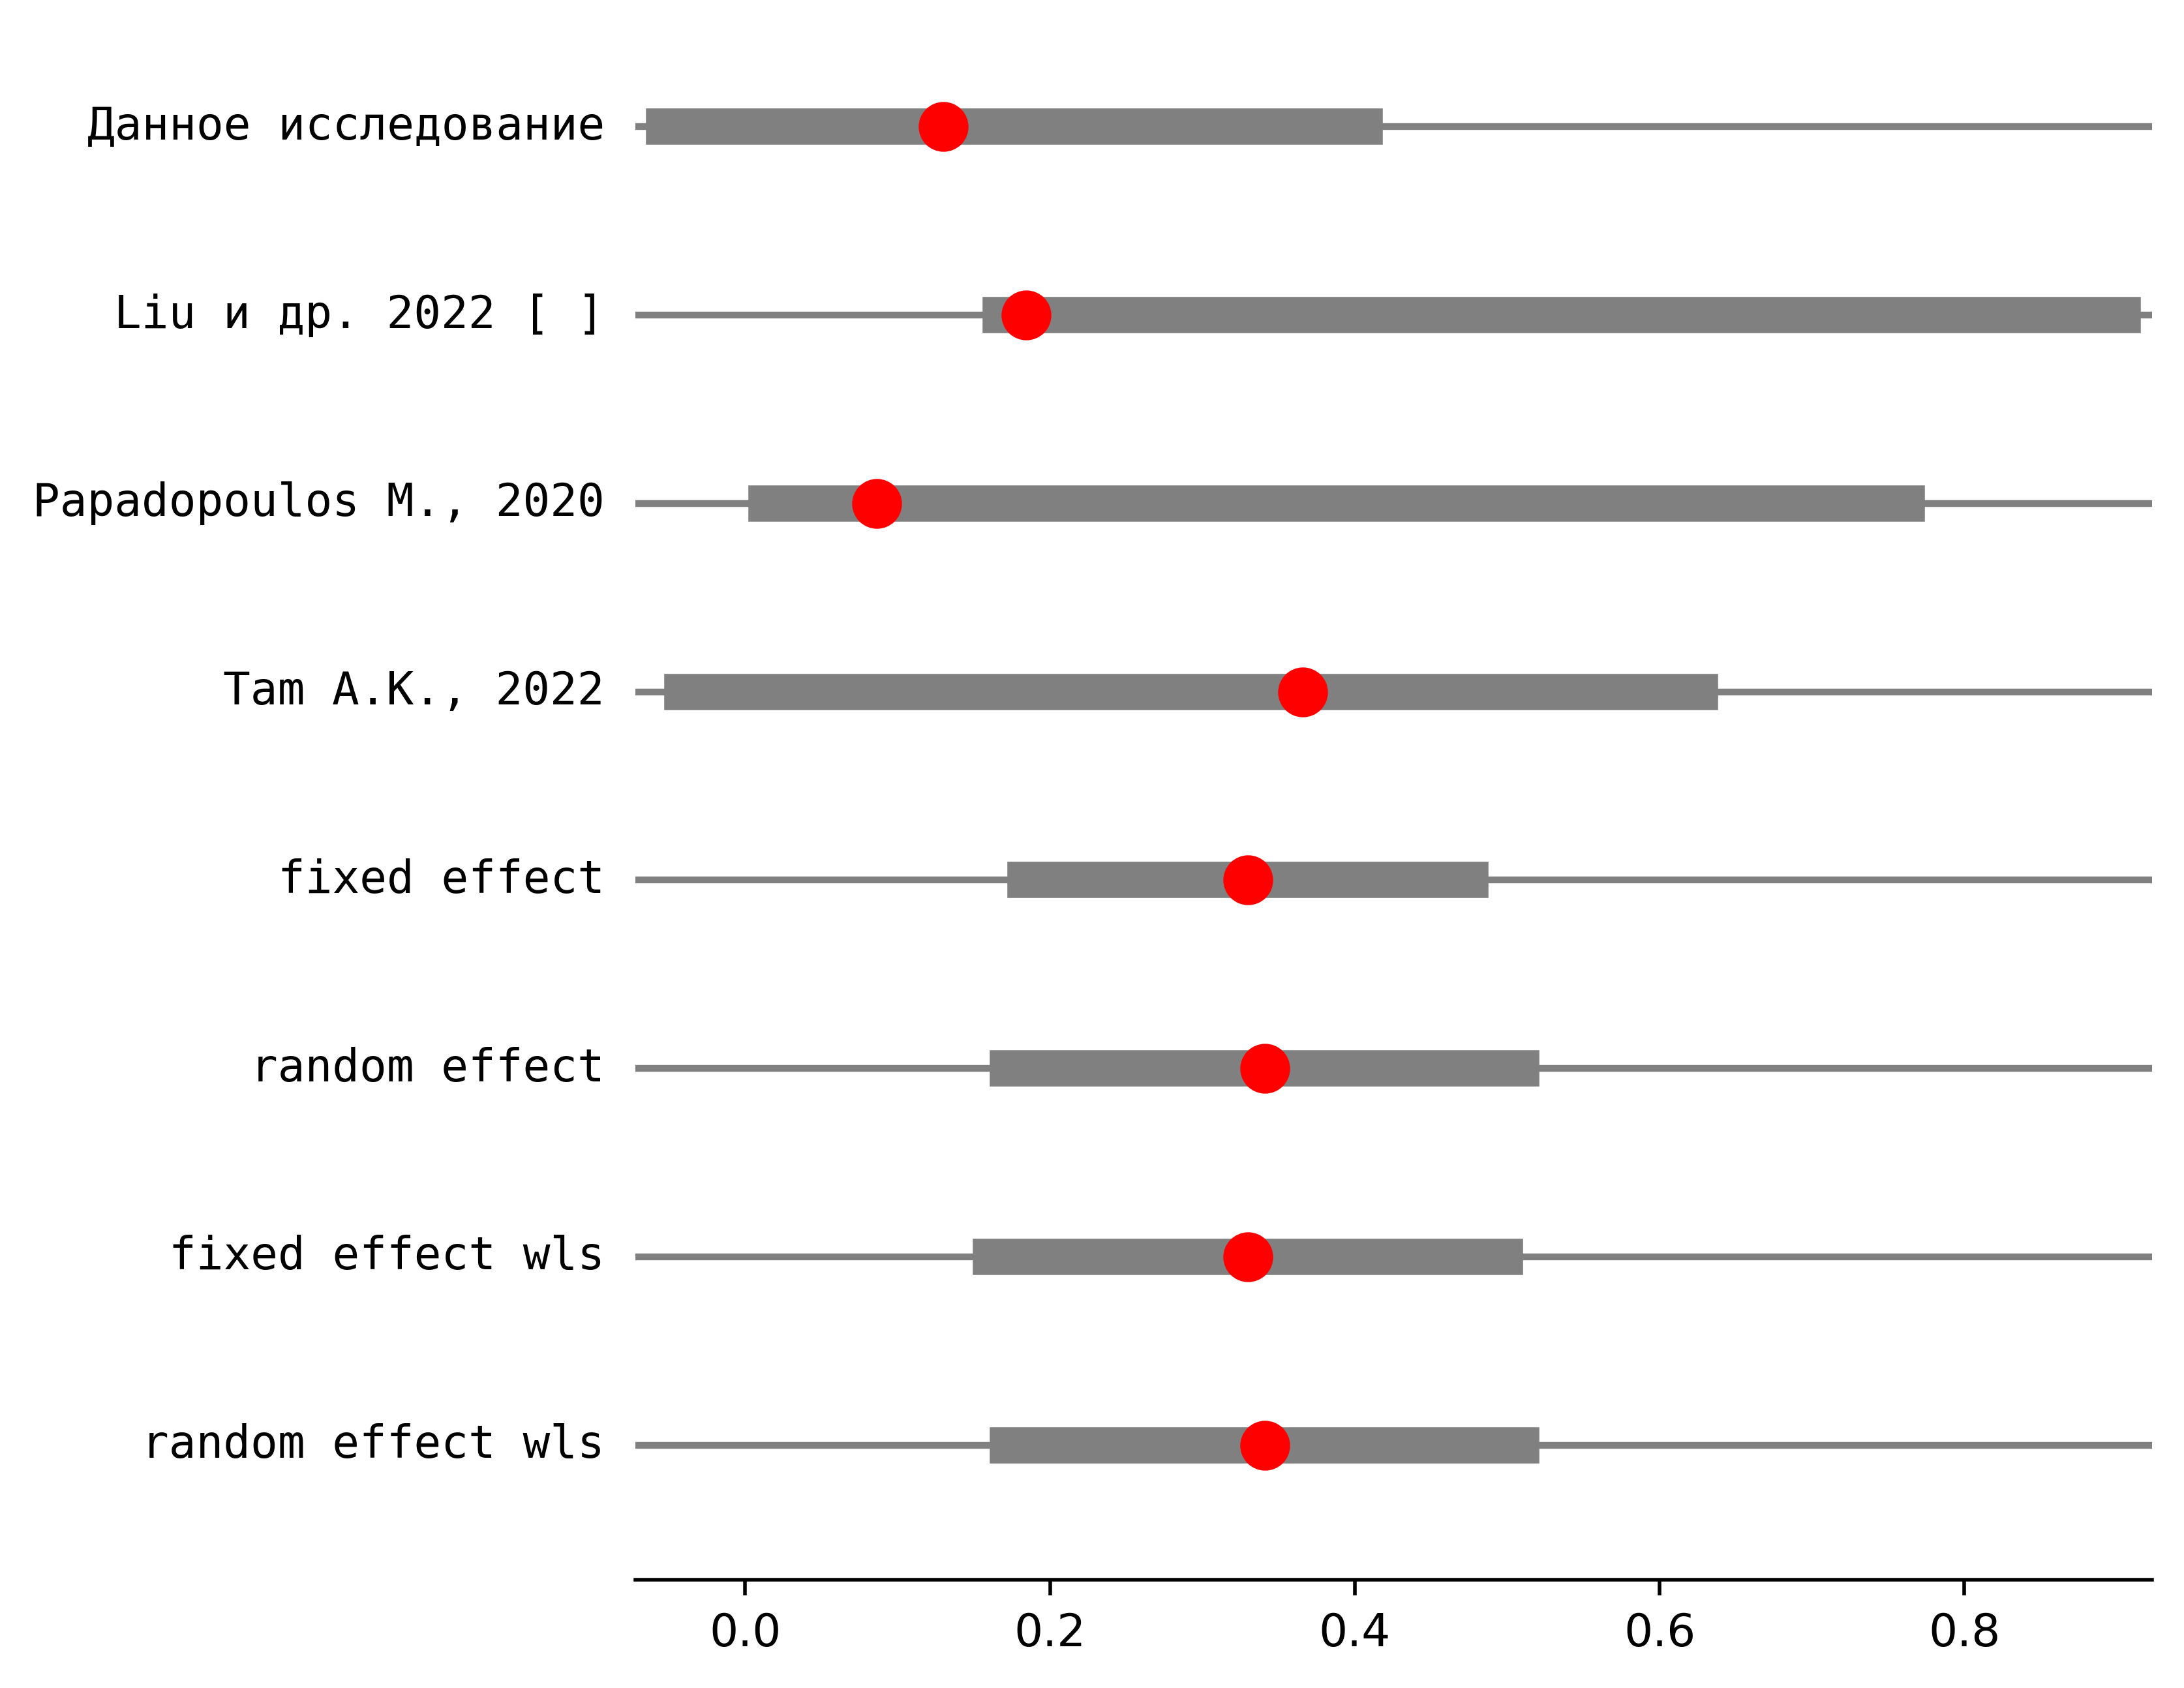 Данное исследование
Liu и др. 2022 [ ]
Papadopoulos M., 2020
Tam A.K., 2022
fixed effect
random effect
fixed effect wls
random effect wls
0.0 0.2 0.4 0.6 0.8